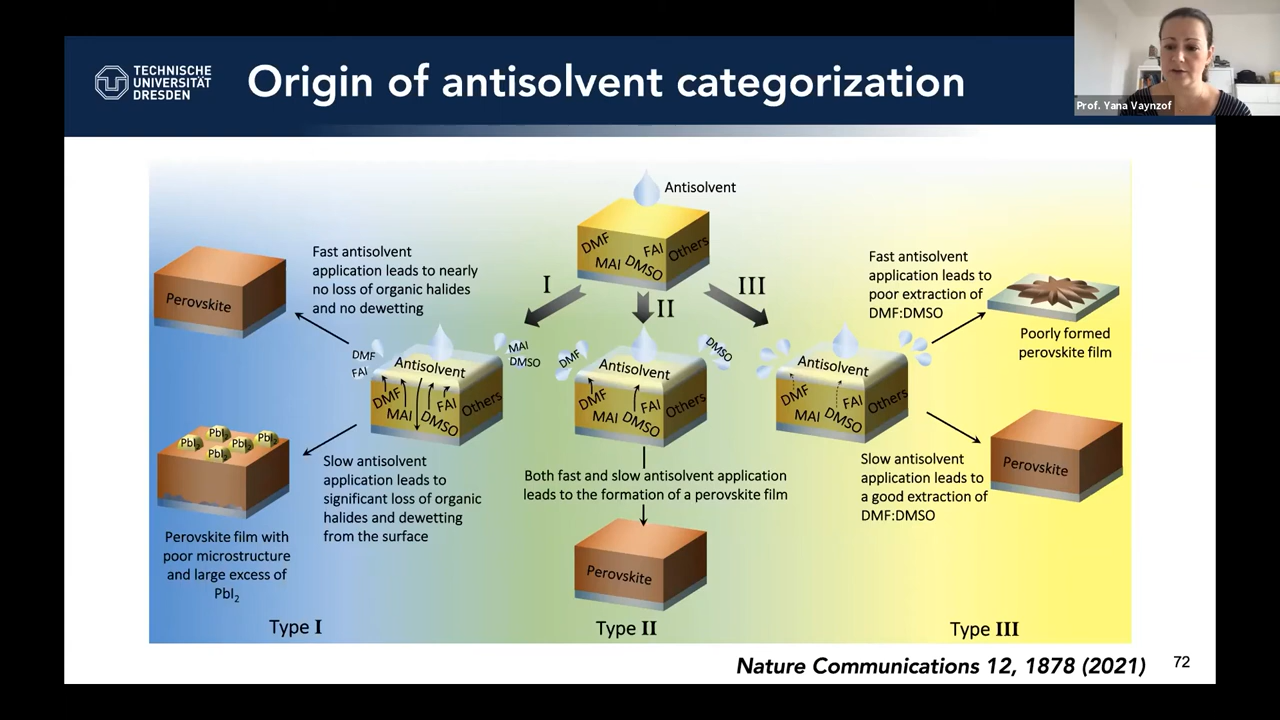 TECHNISCHE
UNIVERSITÄT
DRESDEN
Origin of antisolvent categorization
Prof. Yana Vaynzof
Antisolvent
DMF
FAI
Others
MAI
DMSO
I
II
III
Perovskite
Fast antisolvent
application leads to nearly
no loss of organic halides
and no dewetting
DMF
FAI
MAI
DMSO
Antisolvent
DMF
MAI
FAI
DMSO
Others
PbI₂
PbI₂
PbI₂
PbI₂
PbI₂
Slow antisolvent
application leads to
significant loss of organic
halides and dewetting
from the surface
Perovskite film with
poor microstructure
and large excess of
PbI₂
Type I
DMF
DMSO
Antisolvent
DMF
MAI
FAI
DMSO
Others
Both fast and slow antisolvent application
leads to the formation of a perovskite film
Perovskite
Type II
Fast antisolvent
application leads to
poor extraction of
DMF:DMSO
Poorly formed
perovskite film
Antisolvent
DMF
MAI
FAI
DMSO
Others
Slow antisolvent
application leads to
a good extraction of
DMF:DMSO
Perovskite
Type III
Nature Communications 12, 1878 (2021)
72